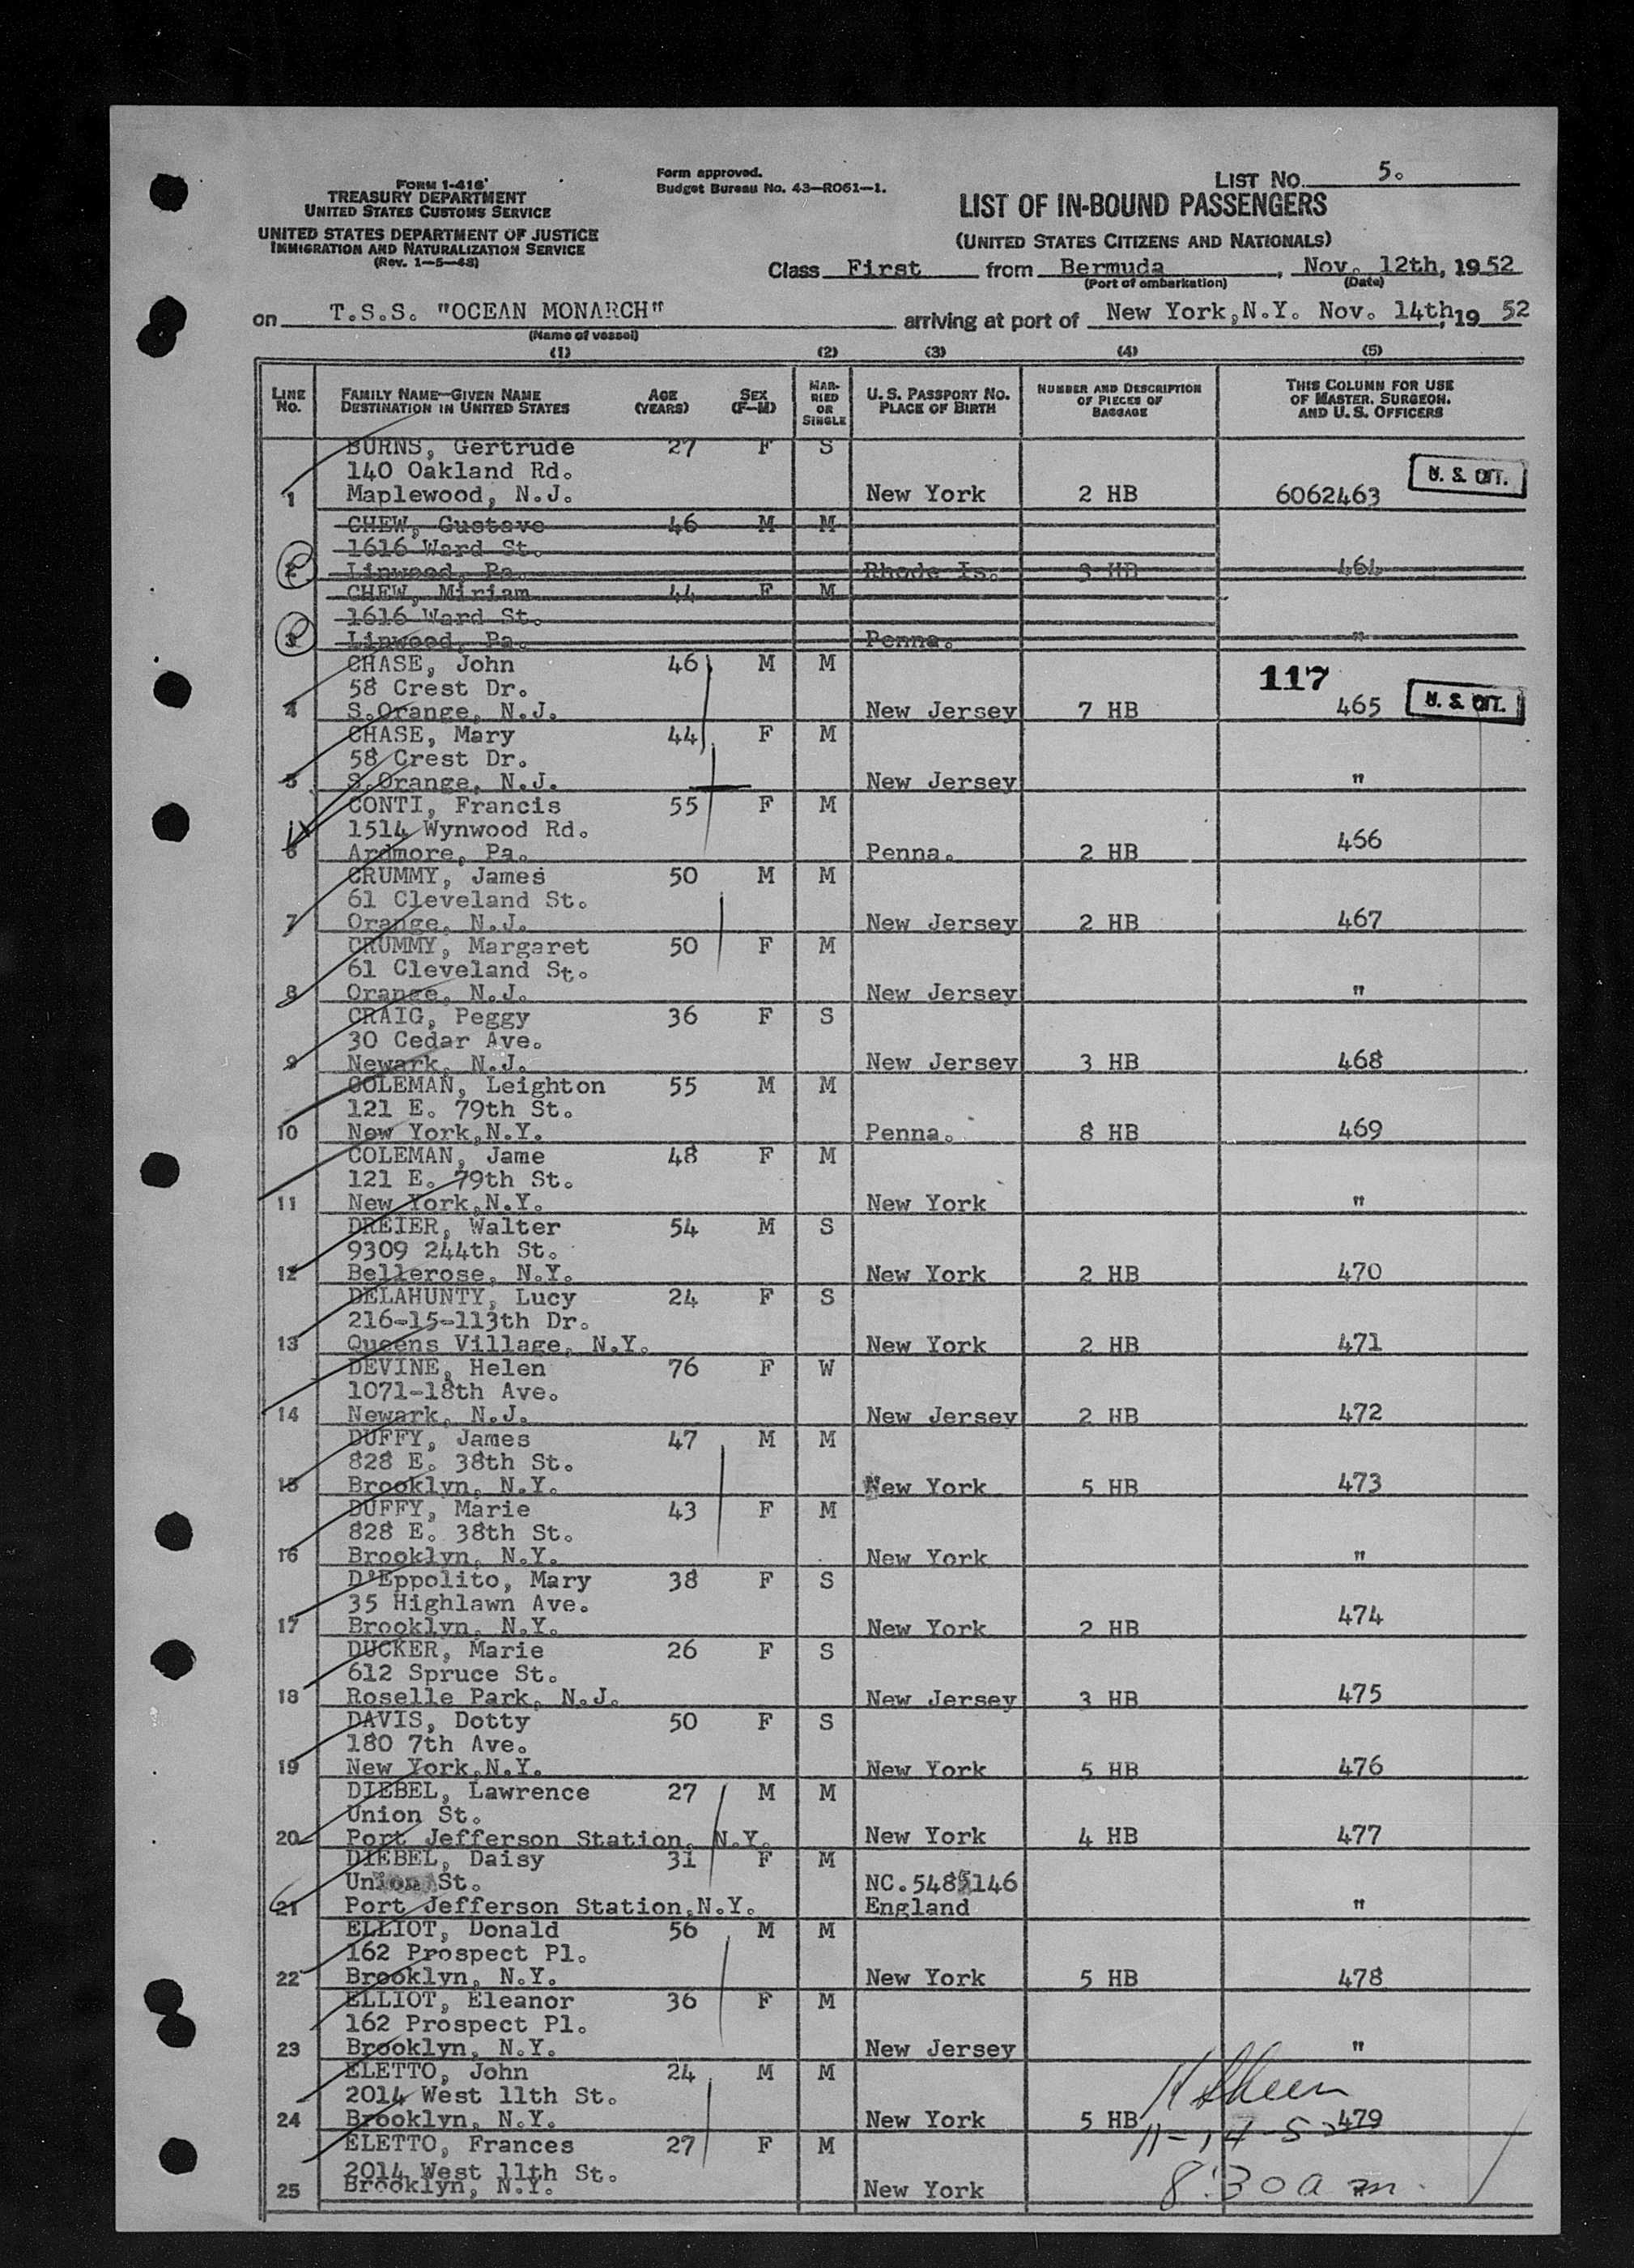 FORM 1-416
TREASURY DEPARTMENT
UNITED STATES CUSTOMS SERVICE
UNITED STATES DEPARTMENT OF JUSTICE
IMMIGRATION AND NATURALIZATION SERVICE
(Rev. 1-5-48)
Form approved.
Budget Bureau No. 43-R061-1.
LIST NO. 5.
LIST OF IN-BOUND PASSENGERS
(UNITED STATES CITIZENS AND NATIONALS)
Class First from Bermuda, Nov. 12th, 1952
(Port of embarkation) (Date)
on T.S.S. "OCEAN MONARCH" arriving at port of New York, N.Y. Nov. 14th, 19 52
(Name of vessel)
(1) (2) (3) (4) (5)
LINE NO. FAMILY NAME—GIVEN NAME DESTINATION IN UNITED STATES AGE (YEARS) SEX (F-M) MARRIED OR SINGLE U.S. PASSPORT NO. PLACE OF BIRTH NUMBER AND DESCRIPTION OF PIECES OF BAGGAGE THIS COLUMN FOR USE OF MASTER, SURGEON, AND U.S. OFFICERS
BURNS, Gertrude 27 F S
140 Oakland Rd. U. S. CIT.
1 Maplewood, N.J. New York 2 HB 6062463
CHEW, Gustave 46 M M
1616 Ward St.
2 Linwood, Pa. Rhode Is. 3 HB 464
CHEW, Miriam 44 F M
1616 Ward St.
3 Linwood, Pa. Penna. "
CHASE, John 46 M M
58 Crest Dr. 117
4 S.Orange, N.J. New Jersey 7 HB 465 U. S. CIT.
CHASE, Mary 44 F M
58 Crest Dr.
5 S.Orange, N.J. New Jersey "
CONTI, Francis 55 F M
1514 Wynwood Rd.
6 Ardmore, Pa. Penna. 2 HB 466
CRUMMY, James 50 M M
61 Cleveland St.
7 Orange, N.J. New Jersey 2 HB 467
CRUMMY, Margaret 50 F M
61 Cleveland St.
8 Orange, N.J. New Jersey "
CRAIG, Peggy 36 F S
30 Cedar Ave.
9 Newark, N.J. New Jersey 3 HB 468
COLEMAN, Leighton 55 M M
121 E. 79th St.
10 New York,N.Y. Penna. 8 HB 469
COLEMAN, Jame 48 F M
121 E. 79th St.
11 New York,N.Y. New York "
DREIER, Walter 54 M S
9309 244th St.
12 Bellerose, N.Y. New York 2 HB 470
DELAHUNTY, Lucy 24 F S
216-15-113th Dr.
13 Queens Village, N.Y. New York 2 HB 471
DEVINE, Helen 76 F W
1071-18th Ave.
14 Newark, N.J. New Jersey 2 HB 472
DUFFY, James 47 M M
828 E. 38th St.
15 Brooklyn, N.Y. New York 5 HB 473
DUFFY, Marie 43 F M
828 E. 38th St.
16 Brooklyn, N.Y. New York "
D'Eppolito, Mary 38 F S
35 Highlawn Ave.
17 Brooklyn, N.Y. New York 2 HB 474
DUCKER, Marie 26 F S
612 Spruce St.
18 Roselle Park, N.J. New Jersey 3 HB 475
DAVIS, Dotty 50 F S
180 7th Ave.
19 New York,N.Y. New York 5 HB 476
DIEBEL, Lawrence 27 M M
Union St.
20 Port Jefferson Station, N.Y. New York 4 HB 477
DIEBEL, Daisy 31 F M
Union St. NC.5485146
21 Port Jefferson Station,N.Y. England "
ELLIOT, Donald 56 M M
162 Prospect Pl.
22 Brooklyn, N.Y. New York 5 HB 478
ELLIOT, Eleanor 36 F M
162 Prospect Pl.
23 Brooklyn, N.Y. New Jersey "
ELETTO, John 24 M M
2014 West 11th St.
24 Brooklyn, N.Y. New York 5 HB 479
11-14-52
ELETTO, Frances 27 F M
2014 West 11th St.
25 Brooklyn, N.Y. New York 8:30 a m.